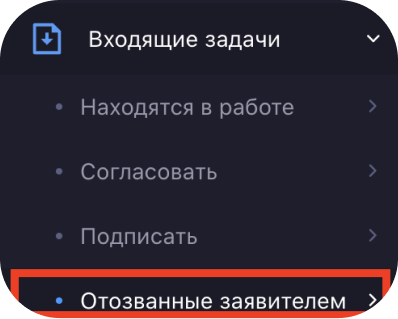 Входящие задачи
Находятся в работе
Согласовать
Подписать
Отозванные заявителем